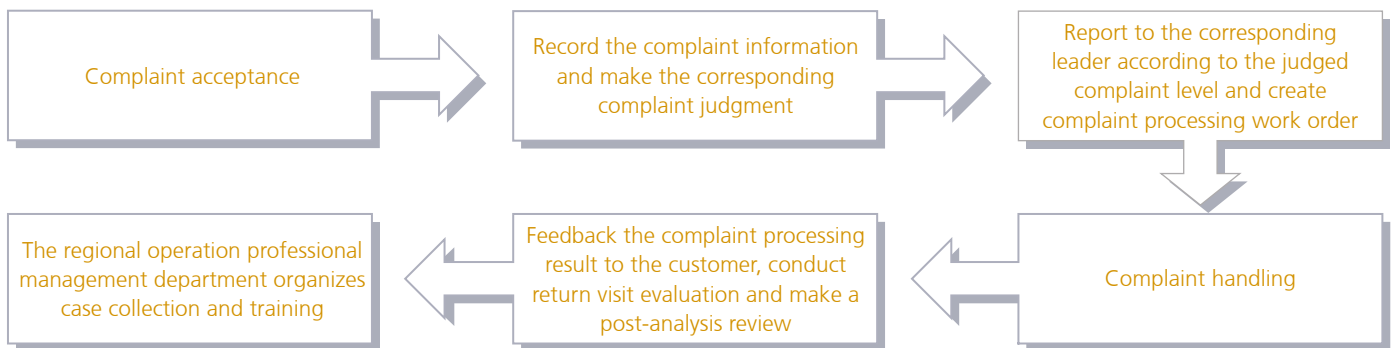 Complaint acceptance
Record the complaint information
and make the corresponding
complaint judgment
Report to the corresponding
leader according to the judged
complaint level and create
complaint processing work order
Complaint handling
Feedback the complaint processing
result to the customer, conduct
return visit evaluation and make a
post-analysis review
The regional operation professional
management department organizes
case collection and training